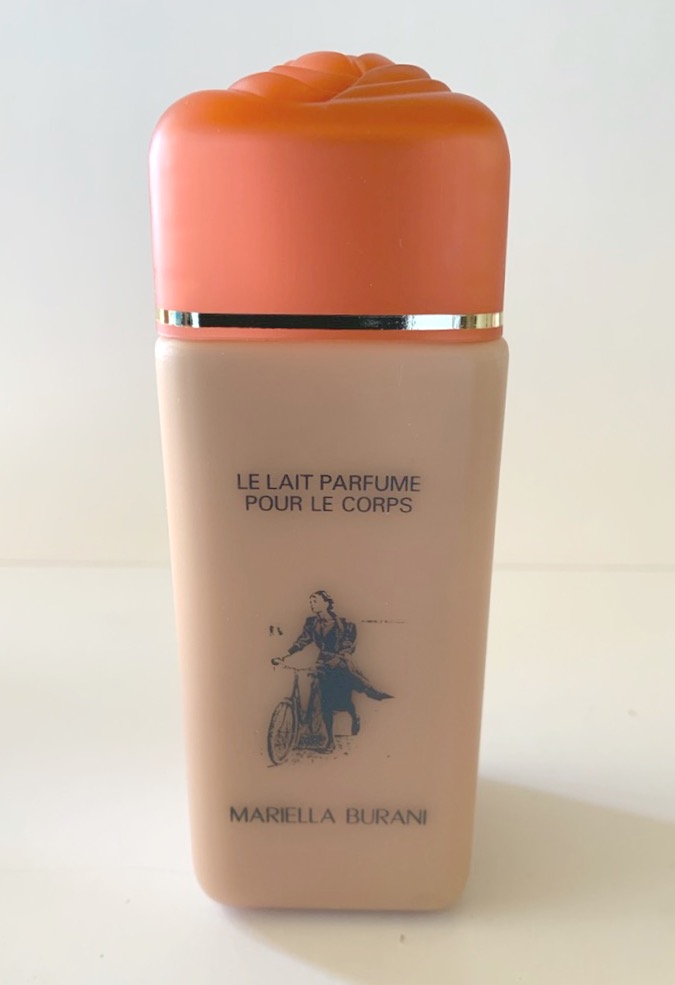 LE LAIT PARFUME
POUR LE CORPS
MARIELLA BURANI